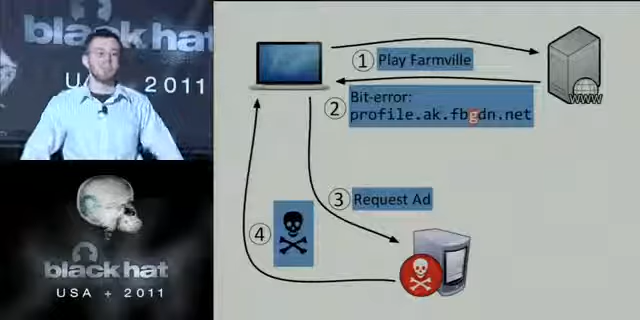 black hat
USA + 2011
black hat
USA + 2011
① Play Farmville
② Bit-error:
profile.ak.fbgdn.net
③ Request Ad
④
www